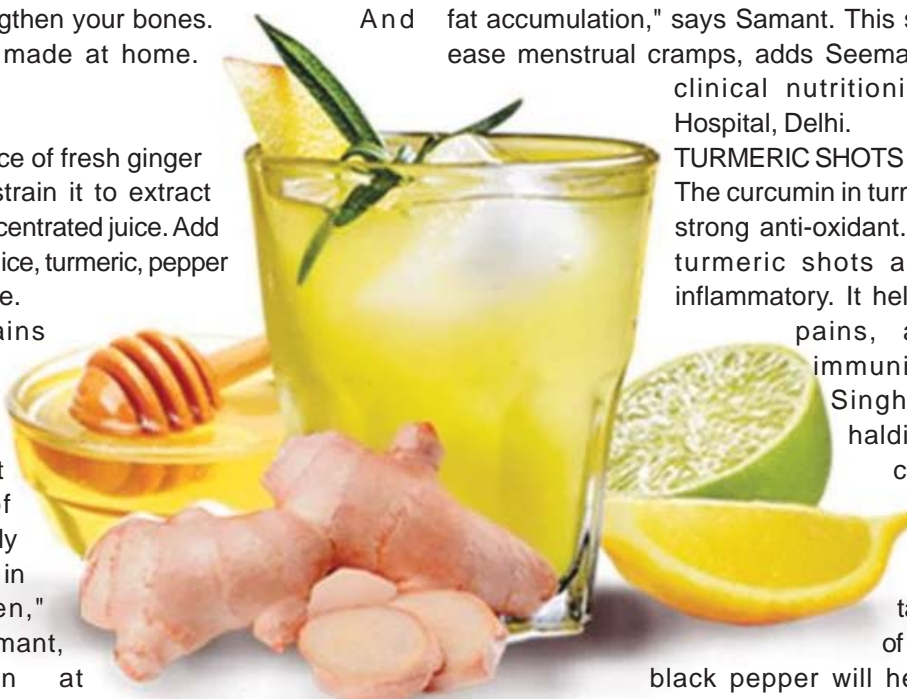 gthen your bones. And
made at home.
ce of fresh ginger
strain it to extract
centrated juice. Add
ice, turmeric, pepper
e.
ains
t
of
ly
in
en,"
mant,
n at
fat accumulation," says Samant. This s
ease menstrual cramps, adds Seema
clinical nutritioni
Hospital, Delhi.
TURMERIC SHOTS
The curcumin in turm
strong anti-oxidant.
turmeric shots a
inflammatory. It hel
pains, a
immuni
Singh
haldi
c
ta
of
black pepper will he